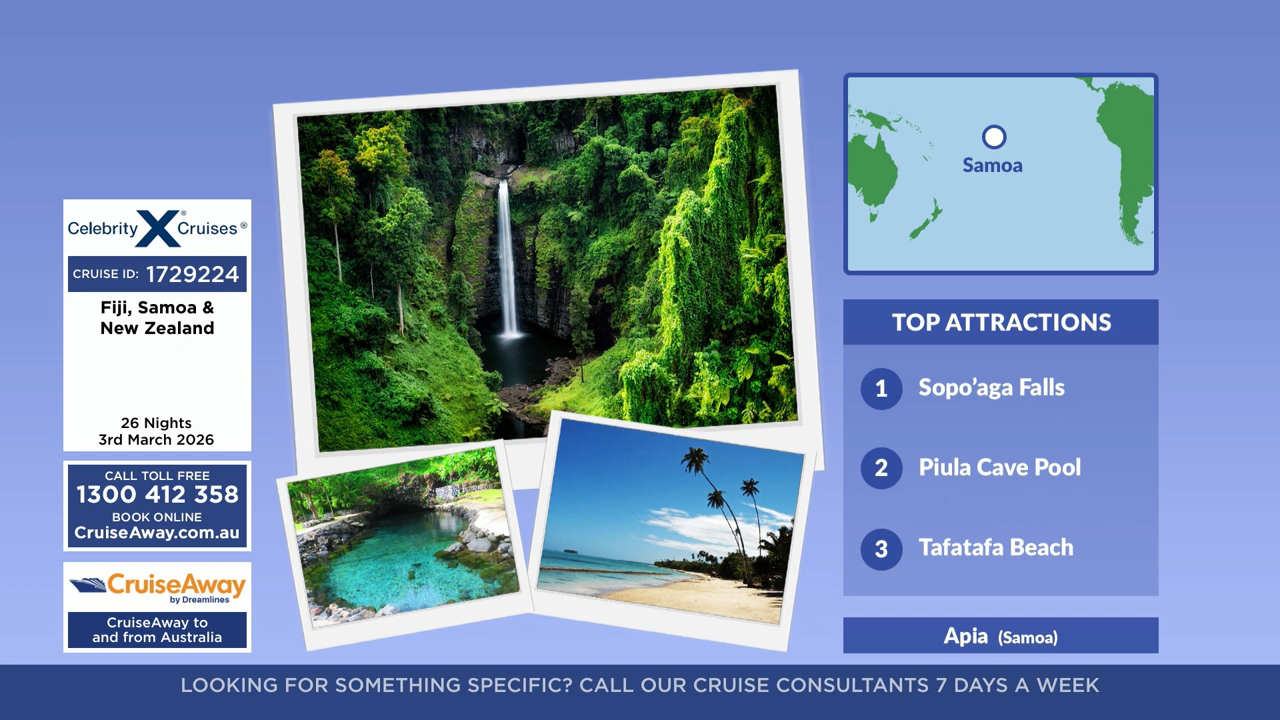 Celebrity X® Cruises®
CRUISE ID: 1729224
Fiji, Samoa &
New Zealand
26 Nights
3rd March 2026
CALL TOLL FREE
1300 412 358
BOOK ONLINE
CruiseAway.com.au
CruiseAway
by Dreamlines
CruiseAway to
and from Australia
Samoa
TOP ATTRACTIONS
1 Sopo’aga Falls
2 Piula Cave Pool
3 Tafatafa Beach
Apia (Samoa)
LOOKING FOR SOMETHING SPECIFIC? CALL OUR CRUISE CONSULTANTS 7 DAYS A WEEK